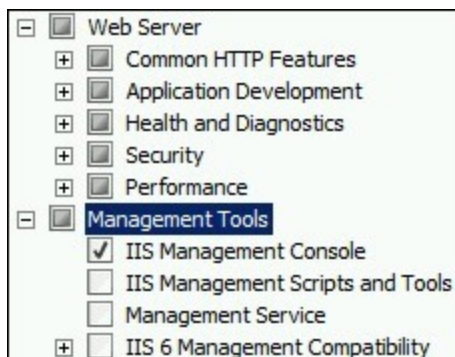 Web Server
Common HTTP Features
Application Development
Health and Diagnostics
Security
Performance
Management Tools
IIS Management Console
IIS Management Scripts and Tools
Management Service
IIS 6 Management Compatibility